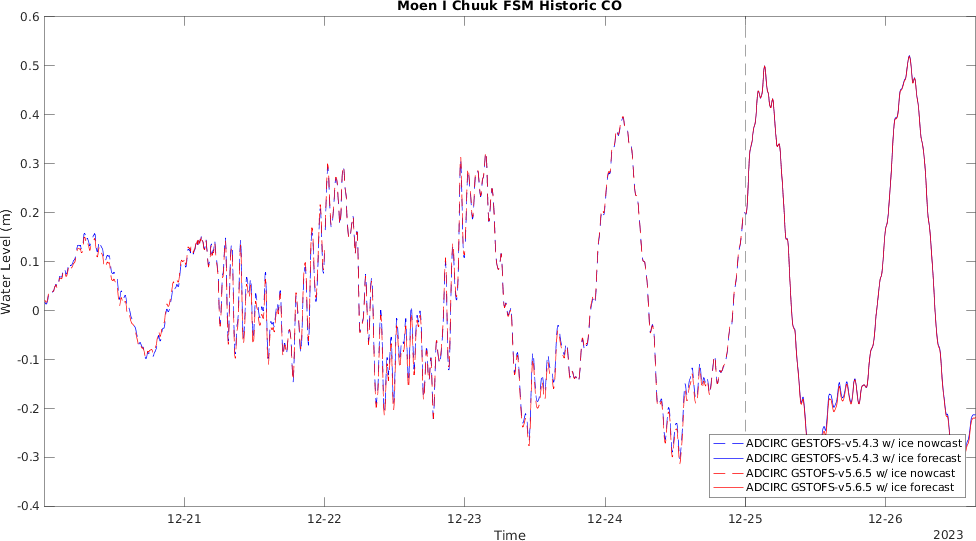 Moen I Chuuk FSM Historic CO
0.6
0.5
0.4
0.3
0.2
0.1
0
-0.1
-0.2
-0.3
-0.4
Water Level (m)
ADCIRC GESTOFS-v5.4.3 w/ ice nowcast
ADCIRC GESTOFS-v5.4.3 w/ ice forecast
ADCIRC GSTOFS-v5.6.5 w/ ice nowcast
ADCIRC GSTOFS-v5.6.5 w/ ice forecast
12-21 12-22 12-23 12-24 12-25 12-26
Time
2023